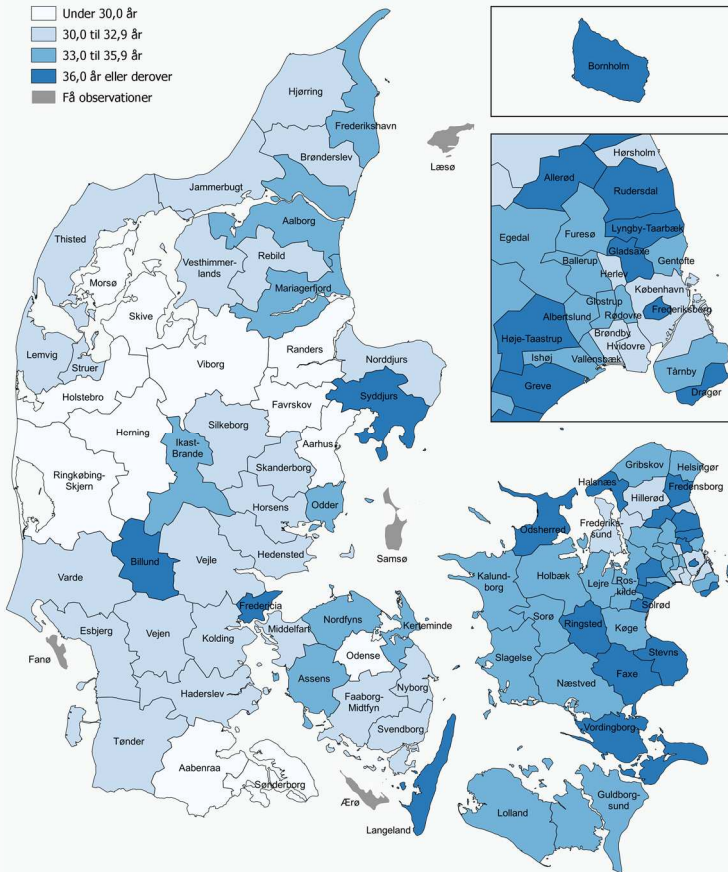 Under 30,0 år
30,0 til 32,9 år
33,0 til 35,9 år
36,0 år eller derover
Få observationer
Bornholm
Hjørring
Frederikshavn
Brønderslev
Læsø
Jammerbugt
Aalborg
Thisted
Vesthimmer-
lands
Rebild
Morsø
Mariagerfjord
Skive
Lemvig
Struer
Viborg
Randers
Norddjurs
Holstebro
Favrskov
Syddjurs
Herning
Ikast-
Brande
Silkeborg
Aarhus
Ringkøbing-
Skjern
Skanderborg
Horsens
Odder
Samsø
Billund
Vejle
Hedensted
Varde
Fredericia
Esbjerg
Vejen
Kolding
Middelfart
Nordfyns
Kerteminde
Fanø
Odense
Assens
Haderslev
Faaborg-
Midtfyn
Nyborg
Svendborg
Tønder
Aabenraa
Sønderborg
Ærø
Langeland
Hørsholm
Allerød
Rudersdal
Egedal
Furesø
Lyngby-Taarbæk
Gladsaxe
Ballerup
Gentofte
Herlev
København
Glostrup
Frederiksberg
Albertslund
Rødovre
Høje-Taastrup
Brøndby
Hvidovre
Ishøj
Vallensbæk
Tårnby
Greve
Dragør
Gribskov
Helsingør
Halsnæs
Fredensborg
Hillerød
Odsherred
Frederiks-
sund
Kalund-
borg
Holbæk
Lejre
Ros-
kilde
Solrød
Sorø
Ringsted
Køge
Stevns
Slagelse
Faxe
Næstved
Vordingborg
Guldborg-
sund
Lolland